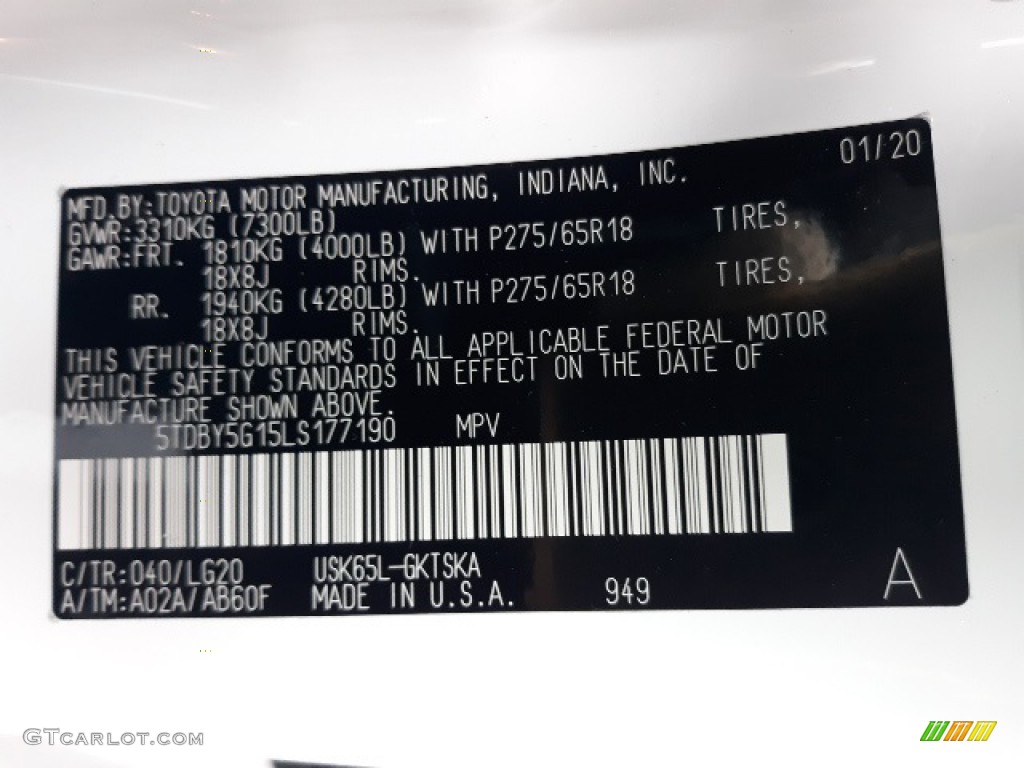 01/20
MFD.BY:TOYOTA MOTOR MANUFACTURING, INDIANA, INC.
GVWR:3310KG (7300LB)
GAWR:FRT. 1810KG (4000LB) WITH P275/65R18 TIRES,
18X8J RIMS.
RR. 1940KG (4280LB) WITH P275/65R18 TIRES,
18X8J RIMS.
THIS VEHICLE CONFORMS TO ALL APPLICABLE FEDERAL MOTOR
VEHICLE SAFETY STANDARDS IN EFFECT ON THE DATE OF
MANUFACTURE SHOWN ABOVE.
5TDBY5G15LS177190 MPV
C/TR:040/LG20 USK65L-GKTSKA
A/TM:A02A/AB60F MADE IN U.S.A. 949 A
GTCARLOT.COM